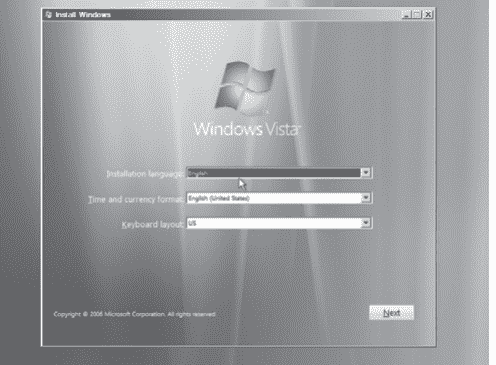 Install Windows
Windows Vista
Installation language: English
Time and currency format: English (United States)
Keyboard layout: US
Copyright © 2006 Microsoft Corporation. All rights reserved.
Next